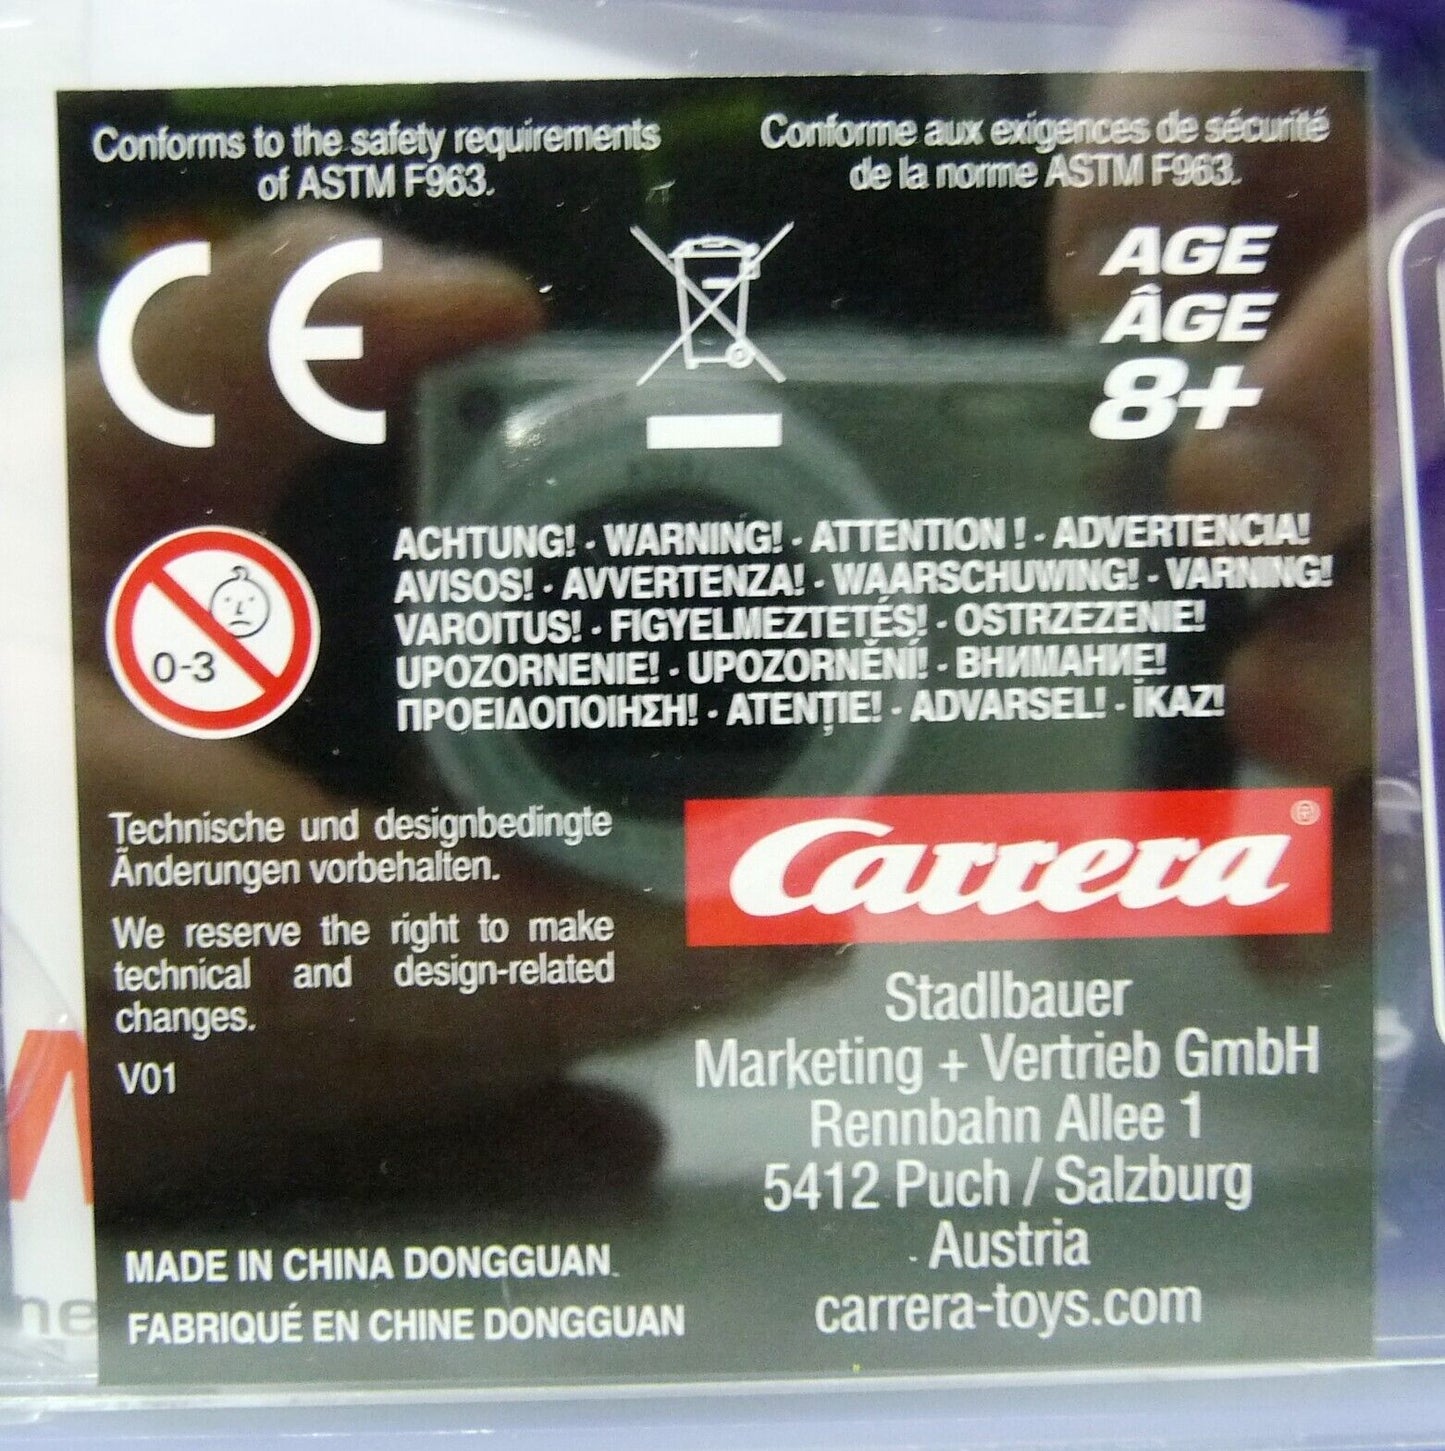 Conforms to the safety requirements
of ASTM F963.
Conforme aux exigences de sécurité
de la norme ASTM F963.
CE
AGE
ÂGE
8+
0-3
ACHTUNG! - WARNING! - ATTENTION ! - ADVERTENCIA!
AVISOS! - AVVERTENZA! - WAARSCHUWING! - VARNING!
VAROITUS! - FIGYELMEZTETÉS! - OSTRZEZENIE!
UPOZORNENIE! - UPOZORNĚNÍ! - ВНИМАНИЕ!
ΠΡΟΕΙΔΟΠΟΙΗΣΗ! - ATENȚIE! - ADVARSEL! - İKAZ!
Technische und designbedingte
Änderungen vorbehalten.
We reserve the right to make
technical and design-related
changes.
V01
MADE IN CHINA DONGGUAN
FABRIQUÉ EN CHINE DONGGUAN
Carrera®
Stadlbauer
Marketing + Vertrieb GmbH
Rennbahn Allee 1
5412 Puch / Salzburg
Austria
carrera-toys.com
ne